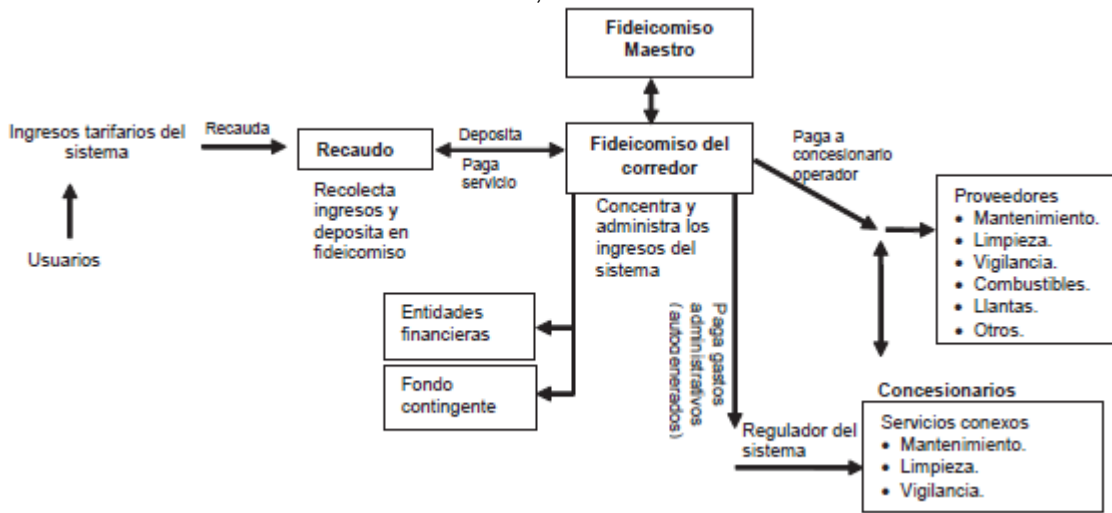 Fideicomiso
Maestro
Ingresos tarifarios del
sistema
Recauda
Recaudo
Deposita
Paga
servicio
Fideicomiso del
corredor
Paga a
concesionario
operador
Recolecta
ingresos y
deposita en
fideicomiso
Concentra y
administra los
ingresos del
sistema
Usuarios
Proveedores
• Mantenimiento.
• Limpieza.
• Vigilancia.
• Combustibles.
• Llantas.
• Otros.
Entidades
financieras
Fondo
contingente
Paga gastos
administrativos
(autogenerados)
Regulador del
sistema
Concesionarios
Servicios conexos
• Mantenimiento.
• Limpieza.
• Vigilancia.